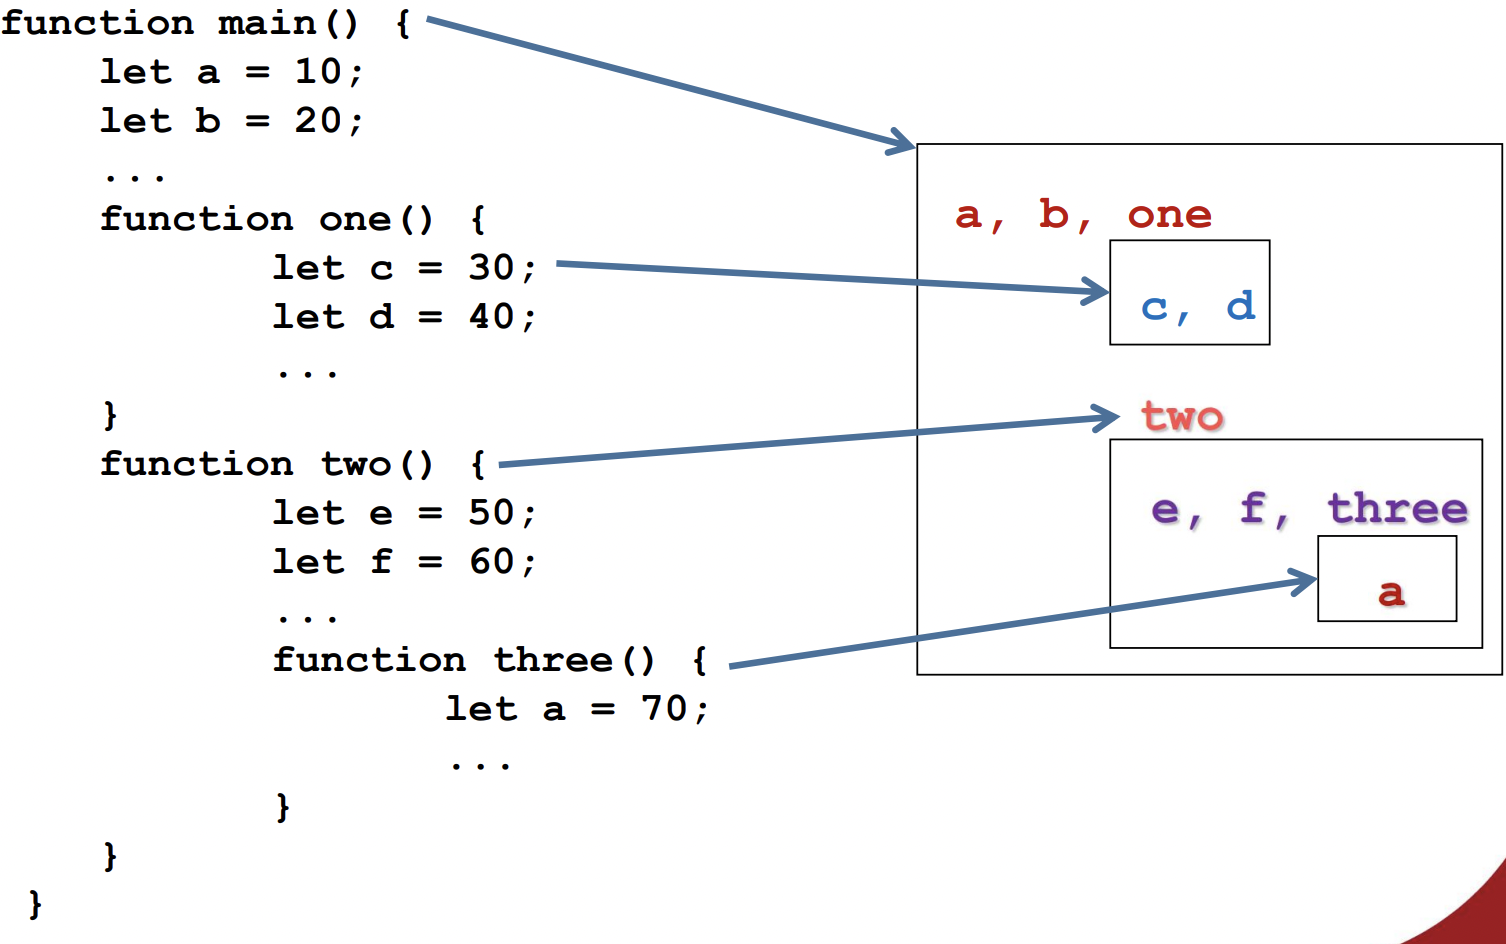 function main() {
let a = 10;
let b = 20;
...
function one() {
let c = 30;
let d = 40;
...
}
function two() {
let e = 50;
let f = 60;
...
function three() {
let a = 70;
...
}
}
}
a, b, one
c, d
two
e, f, three
a